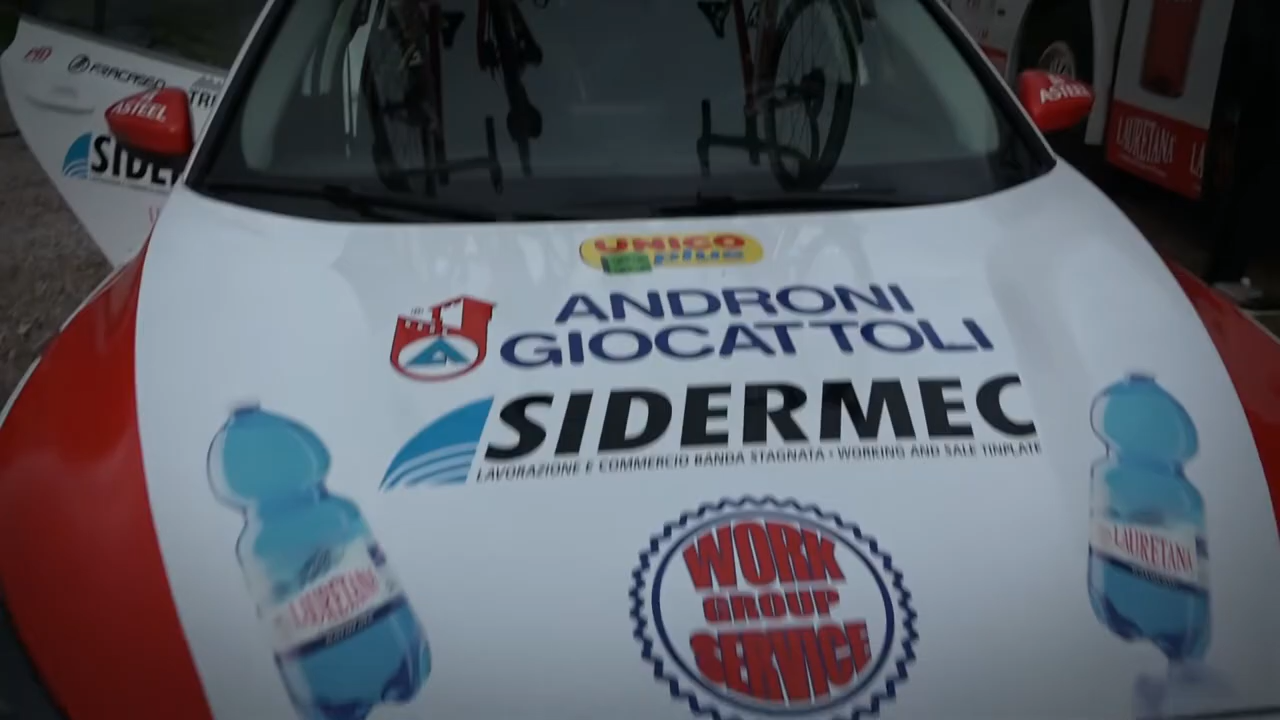 FRACASSO
ASTEEL
ASTEEL
SIDER
LAURETANA
UNICO
plus
ANDRONI
GIOCATTOLI
SIDERMEC
LAVORAZIONE E COMMERCIO BANDA STAGNATA - WORKING AND SALE TINPLATE
WORK
GROUP
SERVICE
LAURETANA
LAURETANA